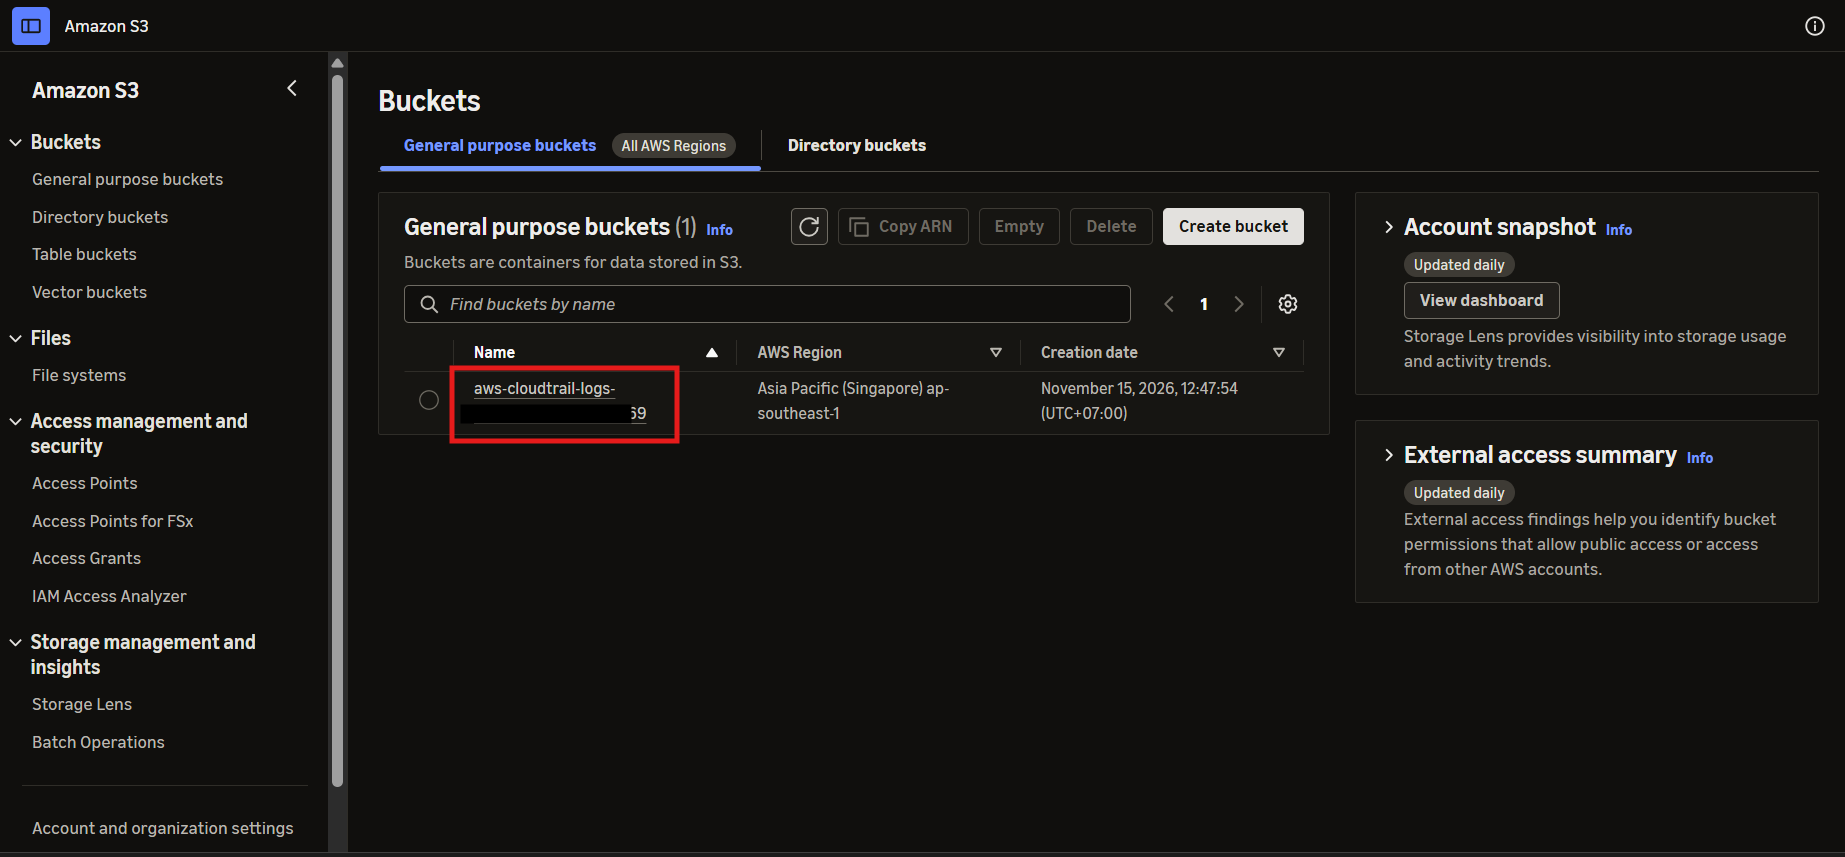 Amazon S3
Amazon S3
Buckets
General purpose buckets
Directory buckets
Table buckets
Vector buckets
Files
File systems
Access management and
security
Access Points
Access Points for FSx
Access Grants
IAM Access Analyzer
Storage management and
insights
Storage Lens
Batch Operations
Account and organization settings
Buckets
General purpose buckets All AWS Regions Directory buckets
General purpose buckets (1) Info
Copy ARN Empty Delete Create bucket
Buckets are containers for data stored in S3.
Find buckets by name
1
Name AWS Region Creation date
aws-cloudtrail-logs- Asia Pacific (Singapore) ap- November 15, 2026, 12:47:54
69 southeast-1 (UTC+07:00)
Account snapshot Info
Updated daily
View dashboard
Storage Lens provides visibility into storage usage
and activity trends.
External access summary Info
Updated daily
External access findings help you identify bucket
permissions that allow public access or access
from other AWS accounts.